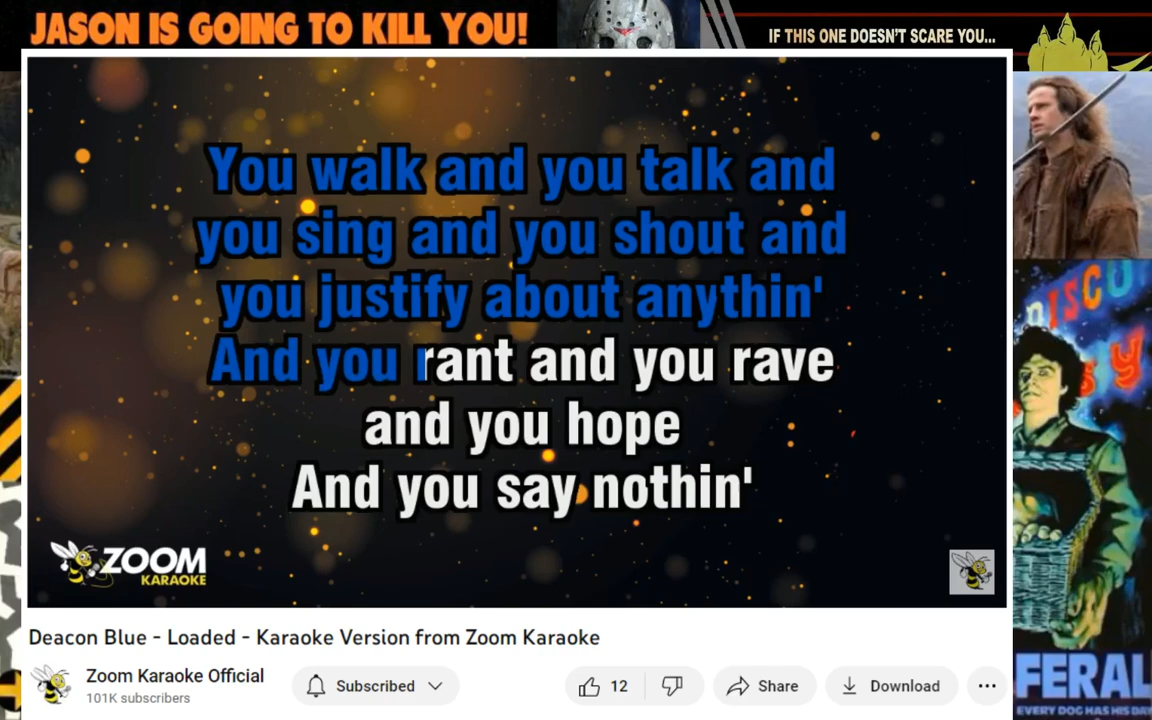 JASON IS GOING TO KILL YOU!
IF THIS ONE DOESN'T SCARE YOU...
You walk and you talk and
you sing and you shout and
you justify about anythin'
And you rant and you rave
and you hope
And you say nothin'
ZOOM
KARAOKE
Deacon Blue - Loaded - Karaoke Version from Zoom Karaoke
Zoom Karaoke Official
101K subscribers
Subscribed
12
Share
Download
FERAL
EVERY DOG HAS HIS DAY